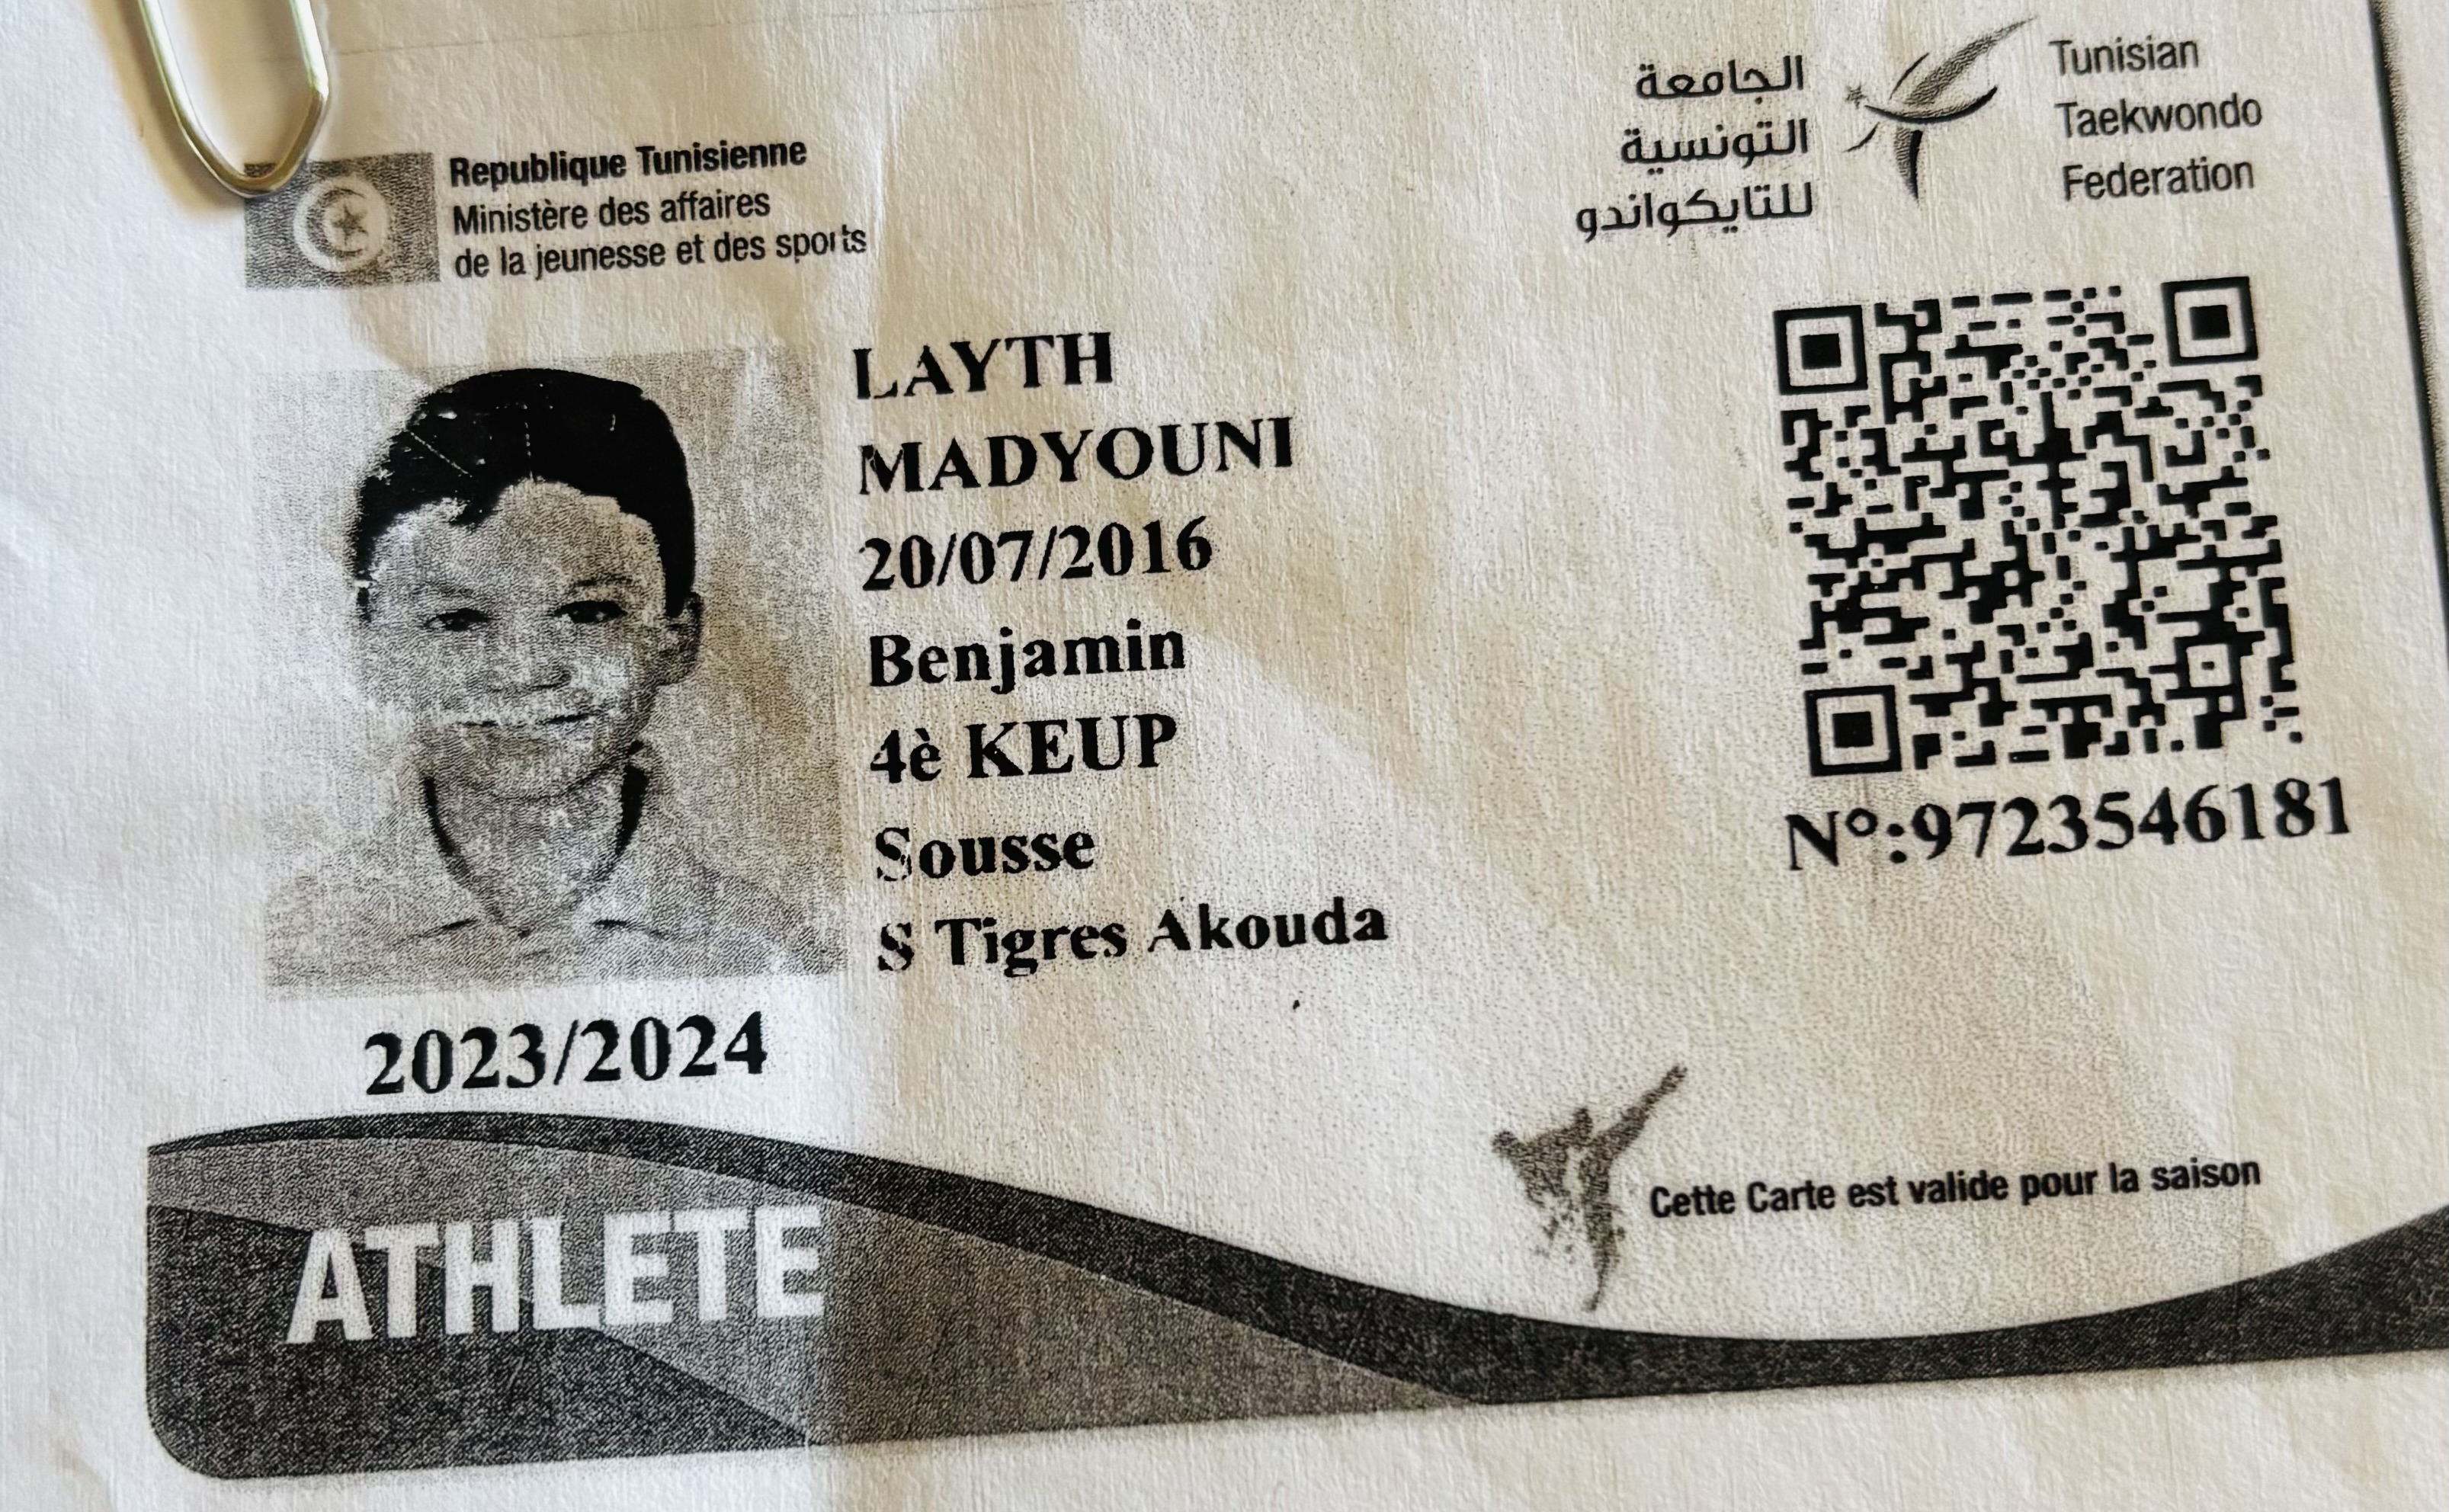 Republique Tunisienne
Ministère des affaires
de la jeunesse et des sports
الجامعة
التونسية
للتايكواندو
Tunisian
Taekwondo
Federation
LAYTH
MADYOUNI
20/07/2016
Benjamin
4è KEUP
Sousse
S Tigres Akouda
N°:9723546181
2023/2024
Cette Carte est valide pour la saison
ATHLETE